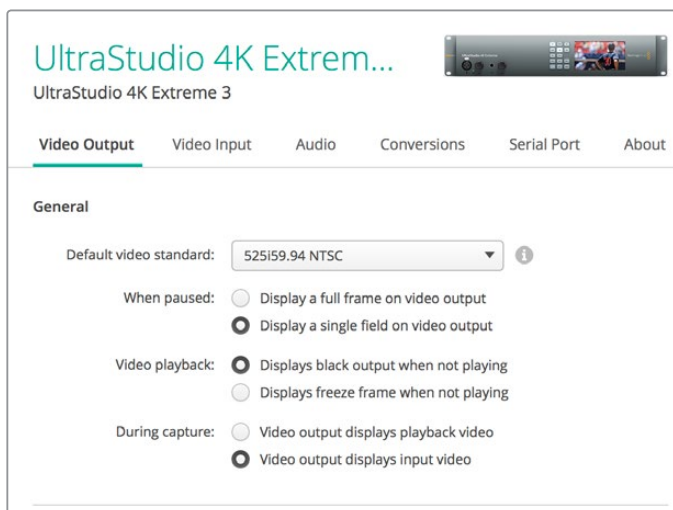 UltraStudio 4K Extrem...
UltraStudio 4K Extreme 3
Video Output Video Input Audio Conversions Serial Port About
General
Default video standard: 525i59.94 NTSC
When paused: Display a full frame on video output
Display a single field on video output
Video playback: Displays black output when not playing
Displays freeze frame when not playing
During capture: Video output displays playback video
Video output displays input video